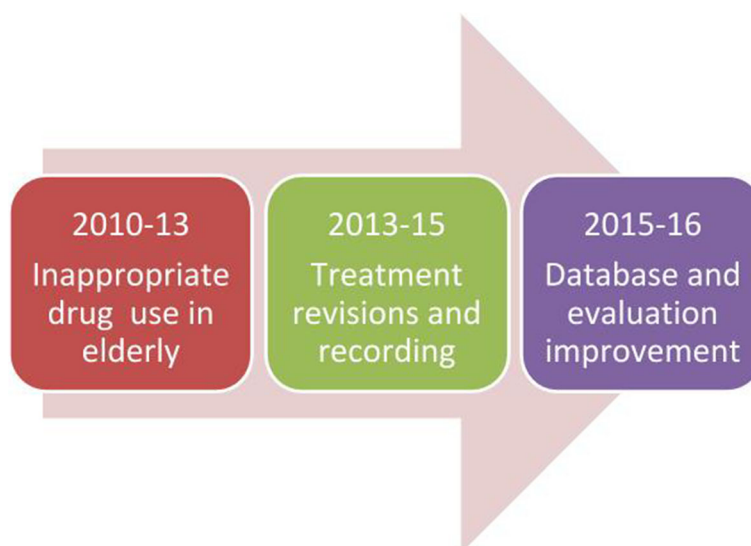 2010-13
Inappropriate
drug use in
elderly
2013-15
Treatment
revisions and
recording
2015-16
Database and
evaluation
improvement